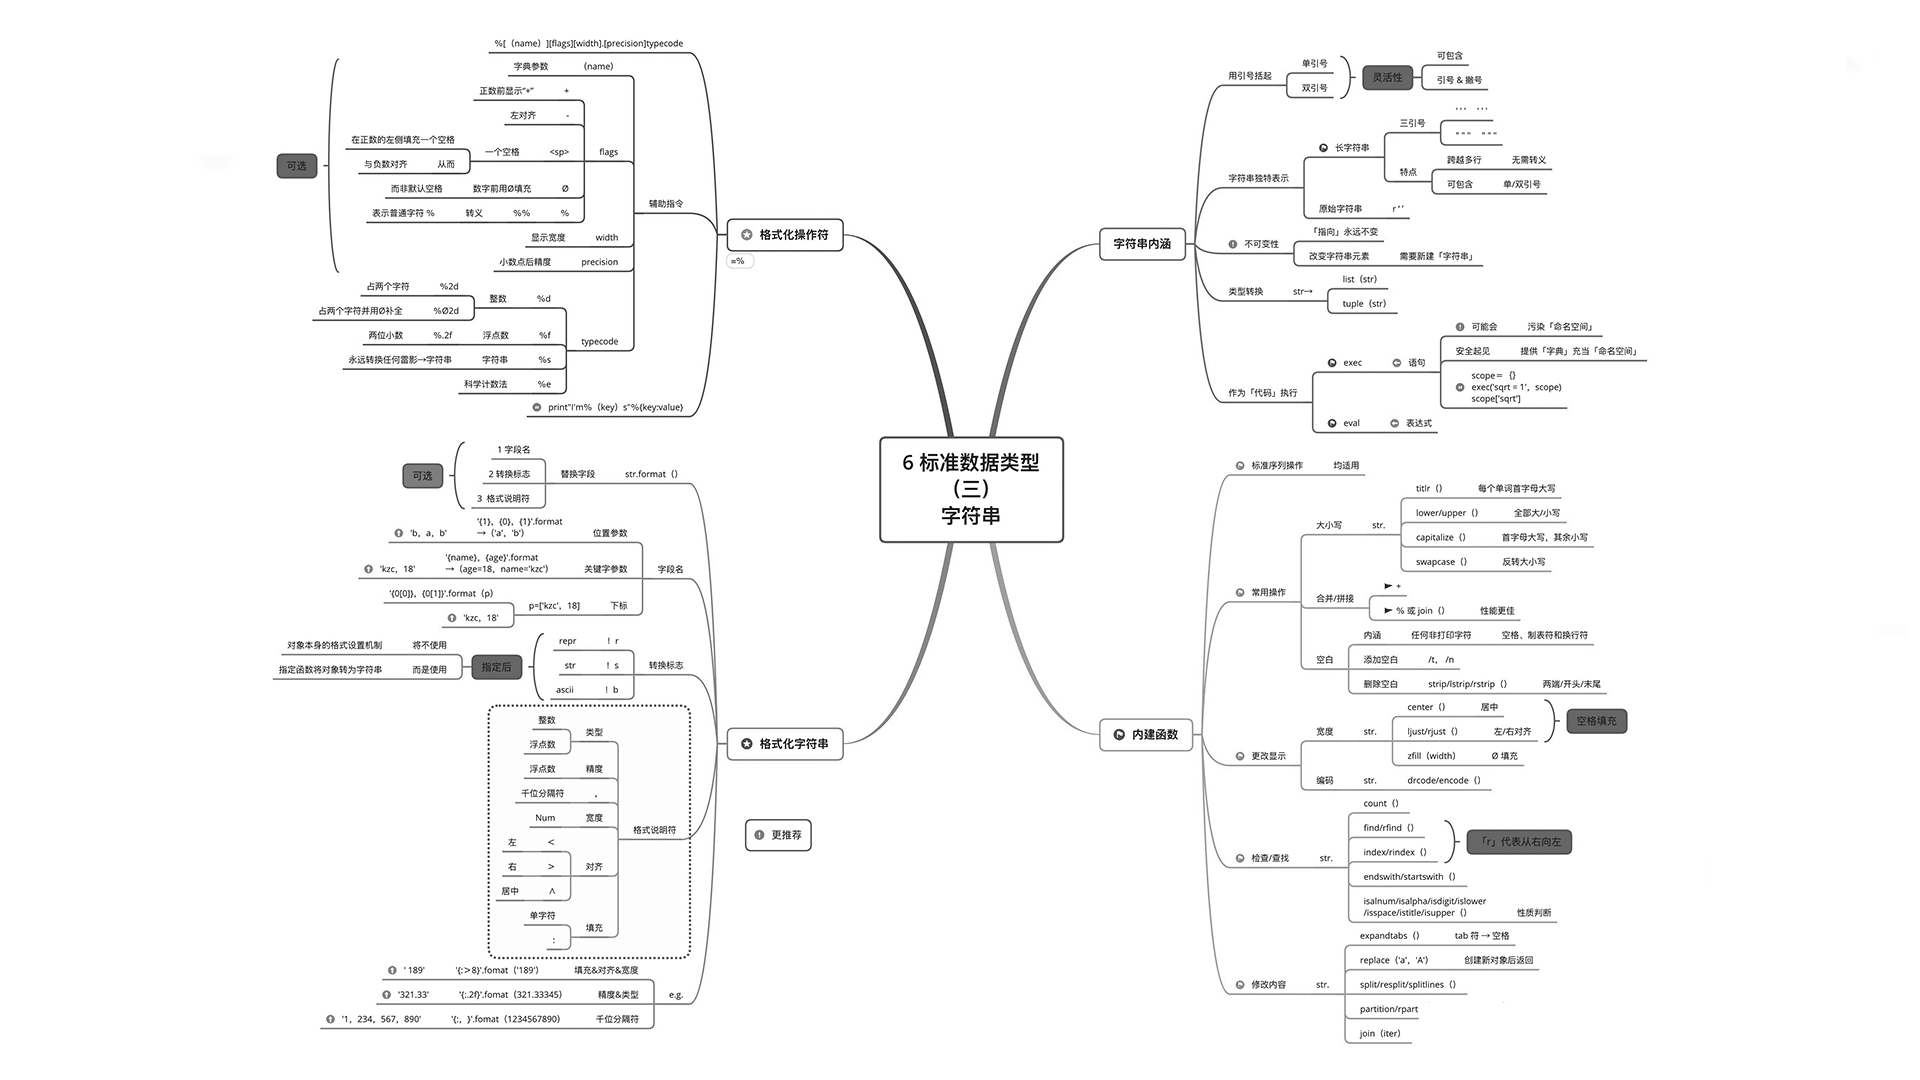 6 标准数据类型
（三）
字符串
格式化操作符
=%
%[（name）][flags][width].[precision]typecode
辅助指令
字典参数 （name）
flags
正数前显示“+” +
左对齐 -
在正数的左侧填充一个空格
与负数对齐 从而
一个空格 <sp>
而非默认空格 数字前用Ø填充 Ø
表示普通字符 % 转义 %% %
显示宽度 width
小数点后精度 precision
可选
typecode
占两个字符 %2d
占两个字符并用Ø补全 %Ø2d
整数 %d
两位小数 %.2f 浮点数 %f
永远转换任何雷影→字符串 字符串 %s
科学计数法 %e
print"I'm%（key）s"%{key:value}
格式化字符串
更推荐
str.format（）
替换字段
1 字段名
2 转换标志
3 格式说明符
可选
字段名
'b，a，b'
'{1}，{0}，{1}'.format
→（'a'，'b'）
位置参数
'kzc，18'
'{name}，{age}'.format
→（age=18，name='kzc'）
关键字参数
'{0[0]}，{0[1]}'.format（p）
'kzc，18'
p=['kzc'，18] 下标
转换标志
repr ！r
str ！s
ascii ！b
指定后
对象本身的格式设置机制 将不使用
指定函数将对象转为字符串 而是使用
格式说明符
整数
浮点数
类型
浮点数 精度
千位分隔符 ，
Num 宽度
左 <
右 >
居中 ∧
对齐
单字符
:
填充
e.g.
' 189' '{:＞8}'.fomat（'189'） 填充&对齐&宽度
'321.33' '{:.2f}'.fomat（321.33345） 精度&类型
'1，234，567，890' '{:，}'.fomat（1234567890） 千位分隔符
字符串内涵
用引号括起
单引号
双引号
灵活性
可包含
引号 & 撇号
字符串独特表示
长字符串
三引号
''' '''
""" """
特点
跨越多行 无需转义
可包含 单/双引号
原始字符串 r‘’
不可变性
「指向」永远不变
改变字符串元素 需要新建「字符串」
类型转换 str→
list（str）
tuple（str）
作为「代码」执行
exec 语句
可能会 污染「命名空间」
安全起见 提供「字典」充当「命名空间」
scope＝ {}
exec('sqrt = 1'，scope)
scope['sqrt']
eval 表达式
内建函数
标准序列操作 均适用
常用操作
大小写 str.
titlr（） 每个单词首字母大写
lower/upper（） 全部大/小写
capitalize（） 首字母大写，其余小写
swapcase（） 反转大小写
合并/拼接
+
% 或 join（） 性能更佳
空白
内涵 任何非打印字符 空格、制表符和换行符
添加空白 /t， /n
删除空白 strip/lstrip/rstrip（） 两端/开头/末尾
更改显示
宽度 str.
center（） 居中
ljust/rjust（） 左/右对齐
zfill（width） Ø 填充
空格填充
编码 str. drcode/encode（）
检查/查找 str.
count（）
find/rfind（）
index/rindex（）
「r」代表从右向左
endswith/startswith（）
isalnum/isalpha/isdigit/islower
/isspace/istitle/isupper（） 性质判断
修改内容 str.
expandtabs（） tab 符 → 空格
replace（'a'，'A'） 创建新对象后返回
split/resplit/splitlines（）
partition/rpart
join（iter）